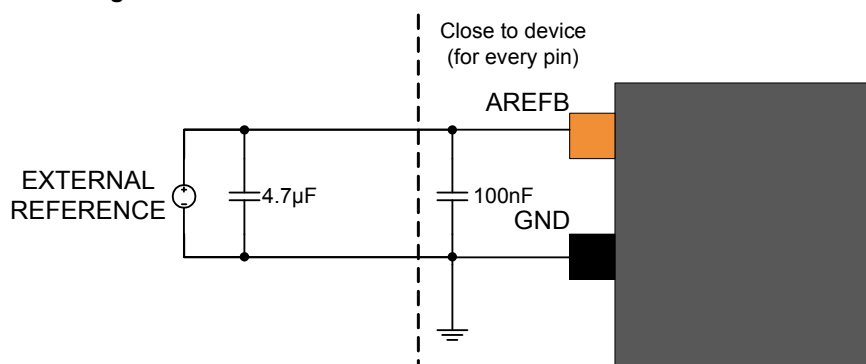 Close to device
(for every pin)
AREFB
EXTERNAL
REFERENCE
4.7µF
100nF
GND